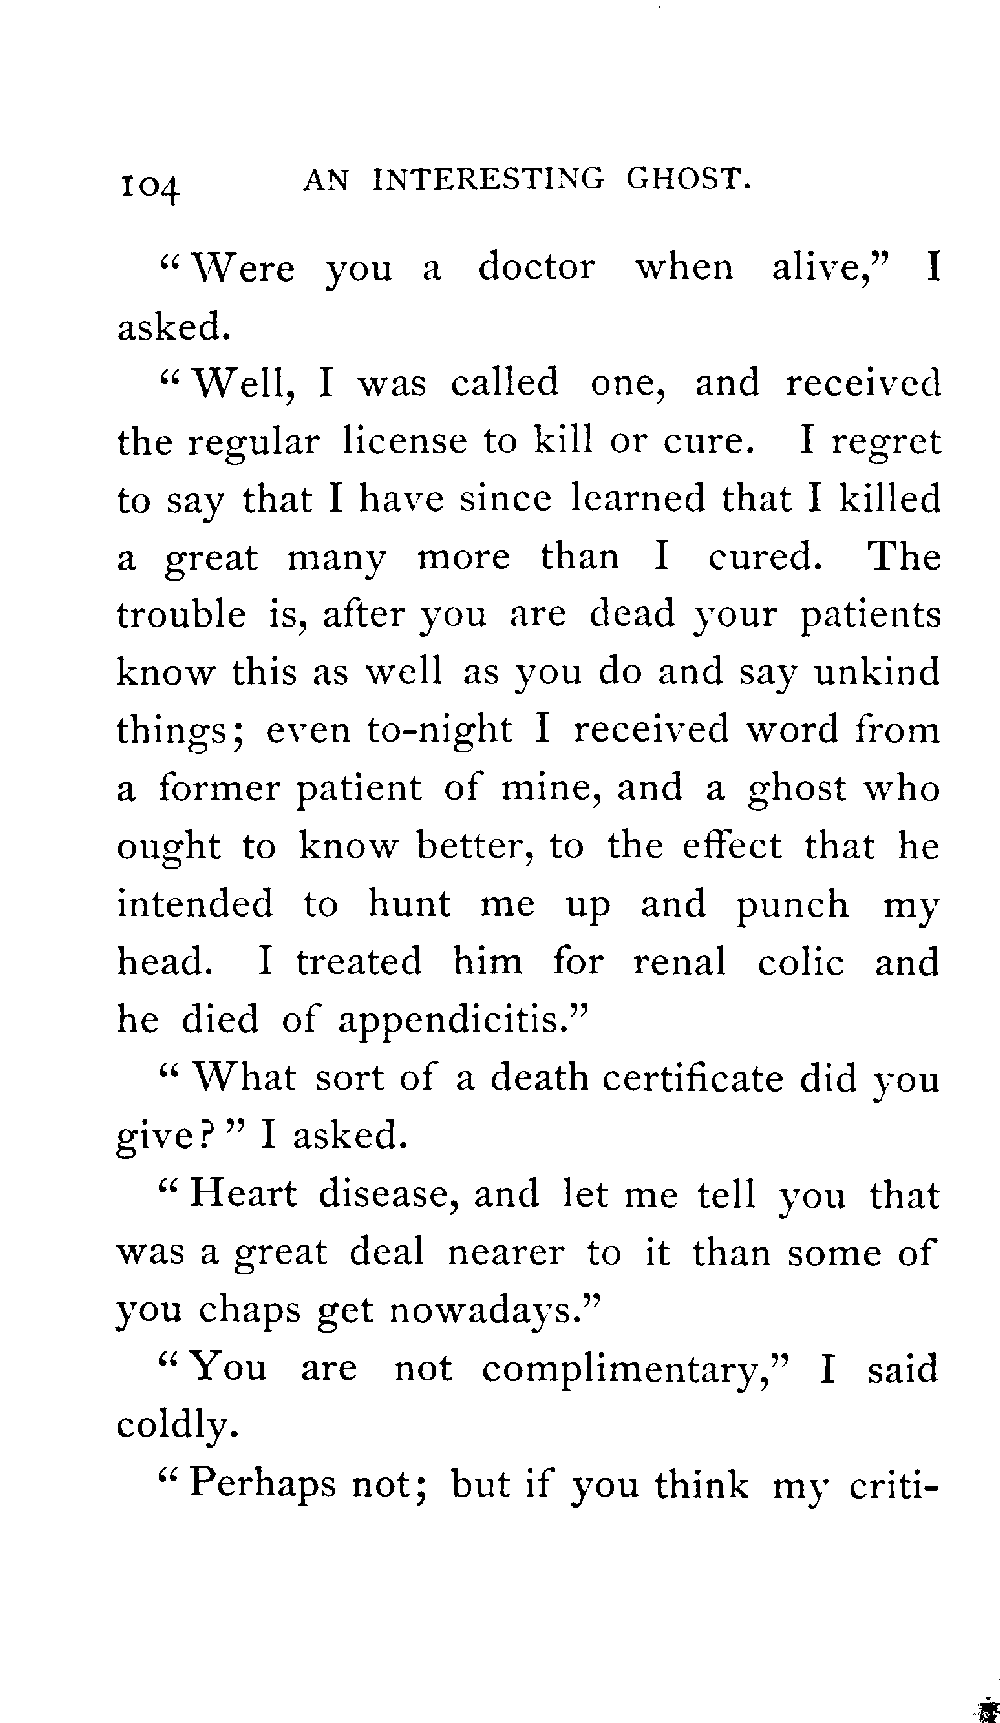 104 AN INTERESTING GHOST.
“Were you a doctor when alive,” I
asked.
“Well, I was called one, and received
the regular license to kill or cure. I regret
to say that I have since learned that I killed
a great many more than I cured. The
trouble is, after you are dead your patients
know this as well as you do and say unkind
things; even to-night I received word from
a former patient of mine, and a ghost who
ought to know better, to the effect that he
intended to hunt me up and punch my
head. I treated him for renal colic and
he died of appendicitis.”
“What sort of a death certificate did you
give?” I asked.
“Heart disease, and let me tell you that
was a great deal nearer to it than some of
you chaps get nowadays.”
“You are not complimentary,” I said
coldly.
“Perhaps not; but if you think my criti-